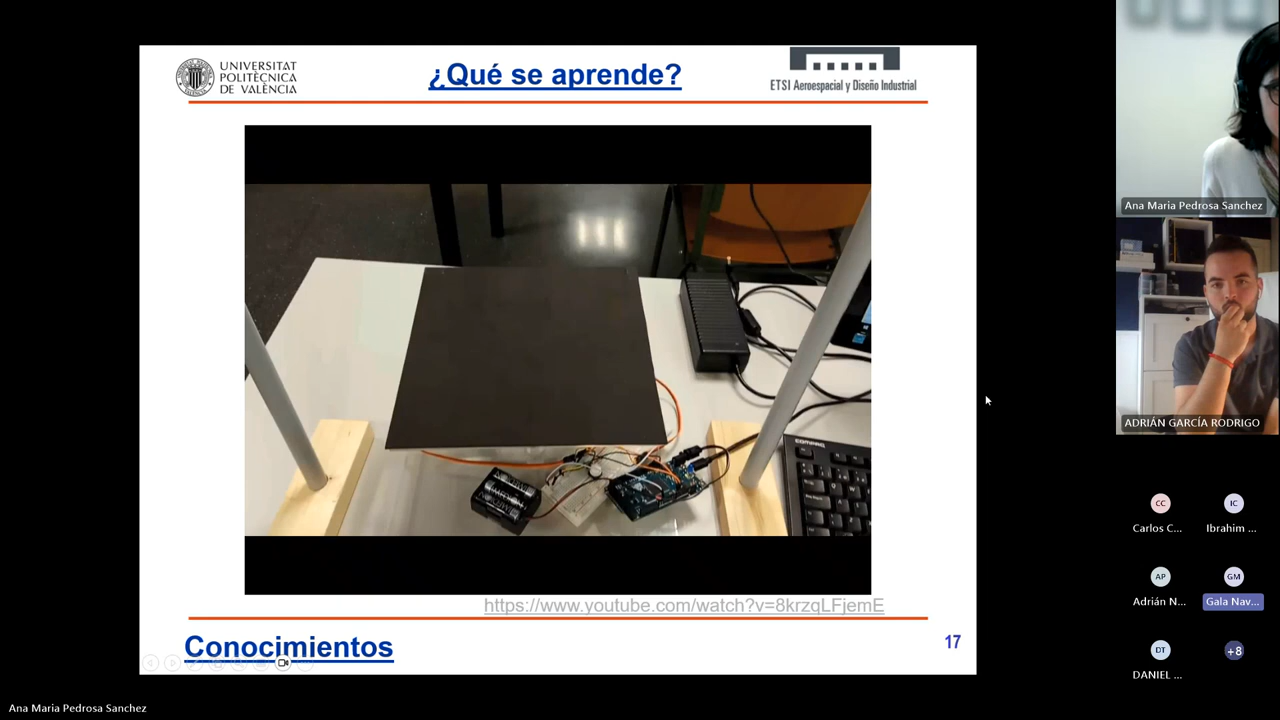 UNIVERSITAT
POLITÈCNICA
DE VALÈNCIA
¿Qué se aprende?
ETSI Aeroespacial y Diseño Industrial
COMPAQ
https://www.youtube.com/watch?v=8krzqLFjemE
Conocimientos
17
Ana Maria Pedrosa Sanchez
ADRIÁN GARCÍA RODRIGO
CC
IC
Carlos C...
Ibrahim ...
AP
GM
Adrián N...
Gala Nav...
DT
+8
DANIEL ...
Ana Maria Pedrosa Sanchez